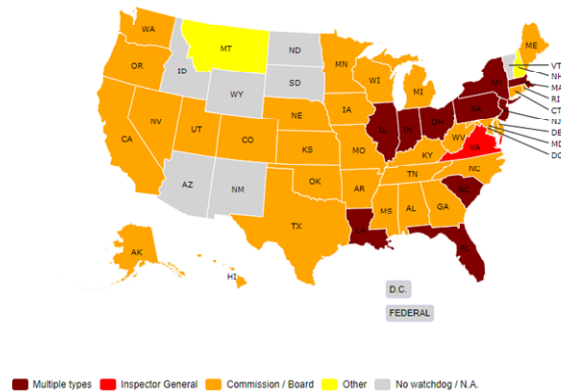 WA
MT
ND
ME
OR
ID
MN
VT
NH
SD
WI
NY
MA
WY
MI
RI
CT
IA
PA
NJ
NE
NV
IL
IN
OH
DE
UT
CO
WV
MD
CA
KS
MO
KY
VA
DC
NC
TN
AZ
NM
OK
AR
SC
MS
AL
GA
TX
LA
AK
FL
HI
D.C.
FEDERAL
Multiple types
Inspector General
Commission / Board
Other
No watchdog / N.A.